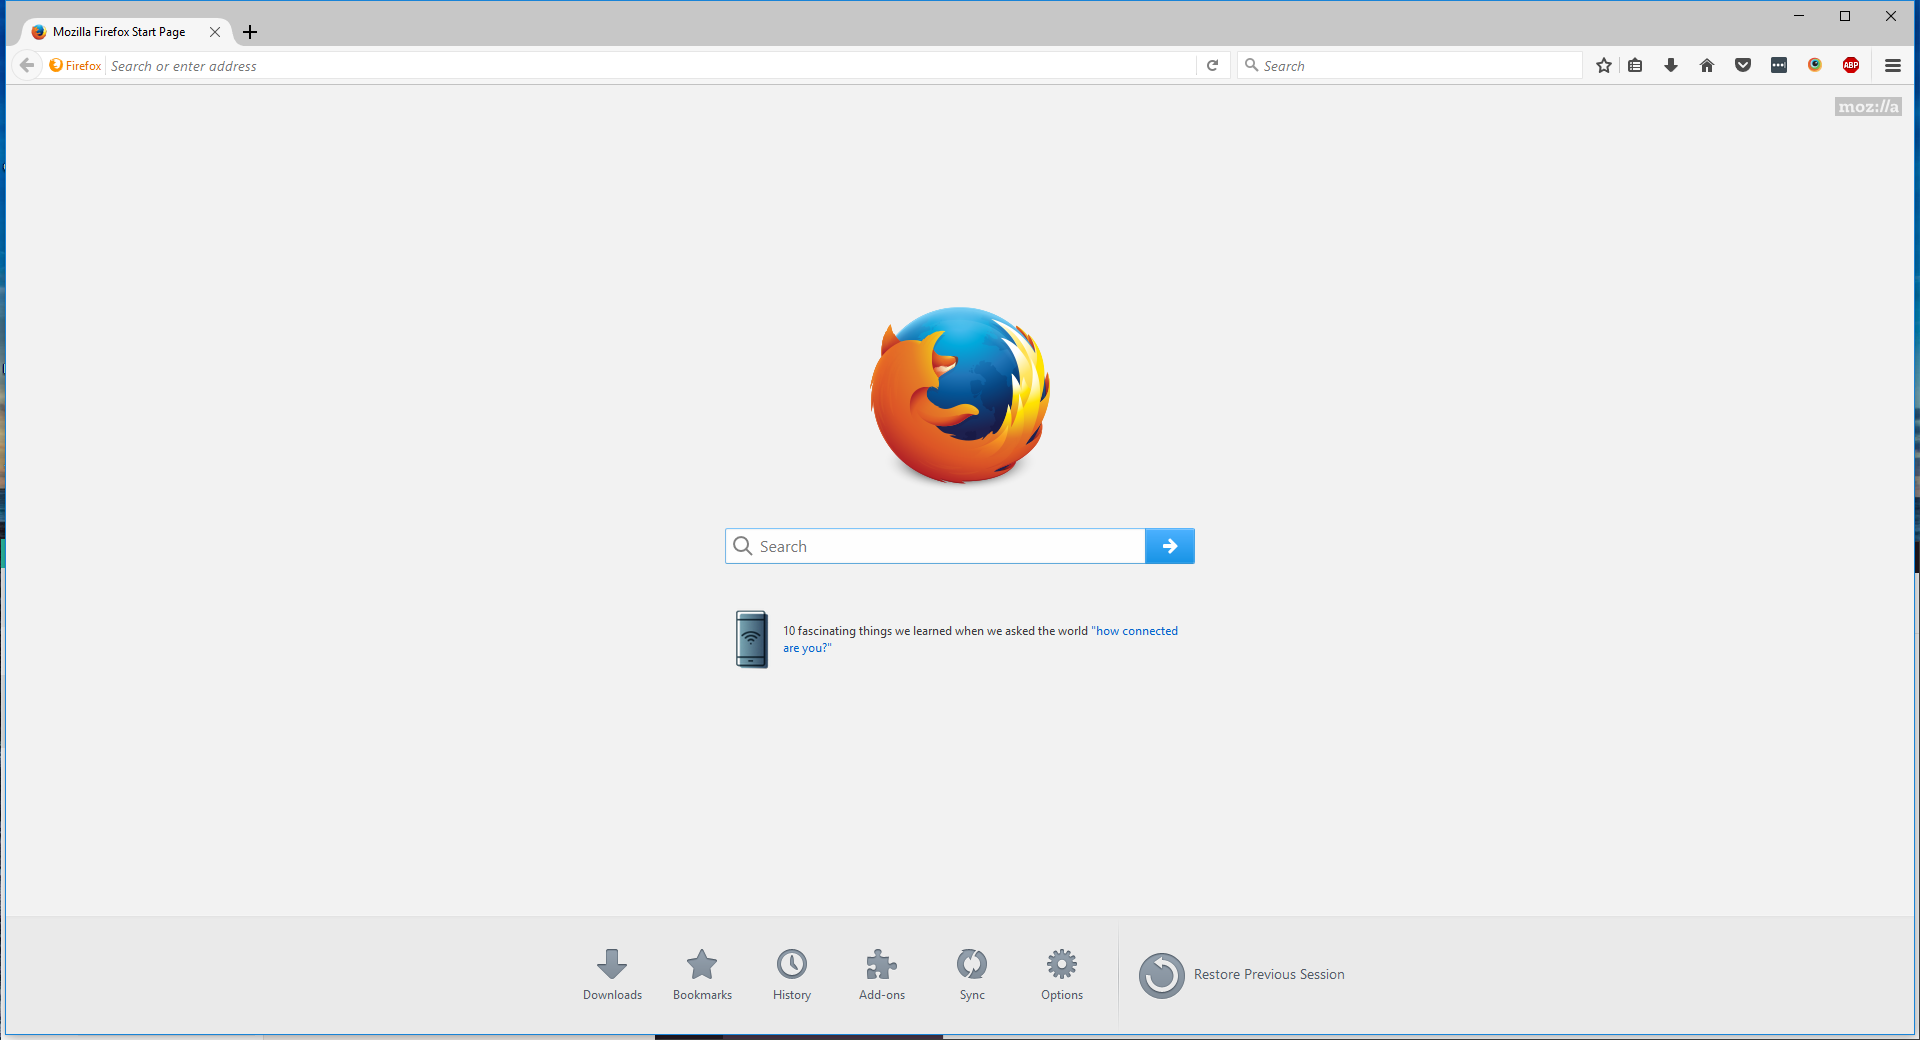 Mozilla Firefox Start Page
Firefox
Search or enter address
Search
ABP
moz://a
Search
10 fascinating things we learned when we asked the world "how connected
are you?"
Downloads
Bookmarks
History
Add-ons
Sync
Options
Restore Previous Session